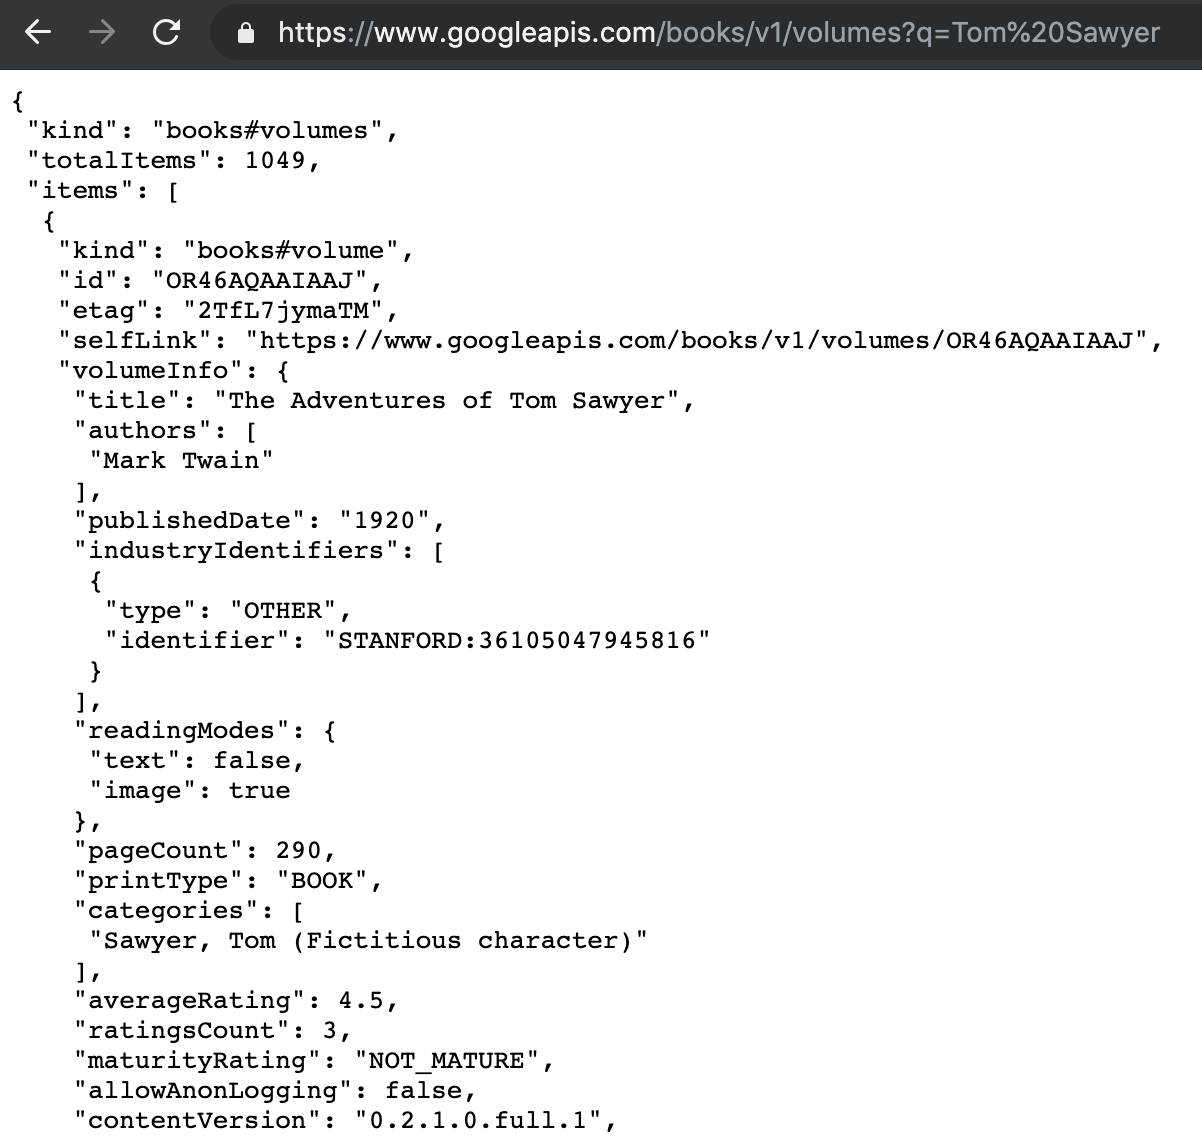 https://www.googleapis.com/books/v1/volumes?q=Tom%20Sawyer
{
 "kind": "books#volumes",
 "totalItems": 1049,
 "items": [
  {
   "kind": "books#volume",
   "id": "OR46AQAAIAAJ",
   "etag": "2TfL7jymaTM",
   "selfLink": "https://www.googleapis.com/books/v1/volumes/OR46AQAAIAAJ",
   "volumeInfo": {
    "title": "The Adventures of Tom Sawyer",
    "authors": [
     "Mark Twain"
    ],
    "publishedDate": "1920",
    "industryIdentifiers": [
     {
      "type": "OTHER",
      "identifier": "STANFORD:36105047945816"
     }
    ],
    "readingModes": {
     "text": false,
     "image": true
    },
    "pageCount": 290,
    "printType": "BOOK",
    "categories": [
     "Sawyer, Tom (Fictitious character)"
    ],
    "averageRating": 4.5,
    "ratingsCount": 3,
    "maturityRating": "NOT_MATURE",
    "allowAnonLogging": false,
    "contentVersion": "0.2.1.0.full.1",